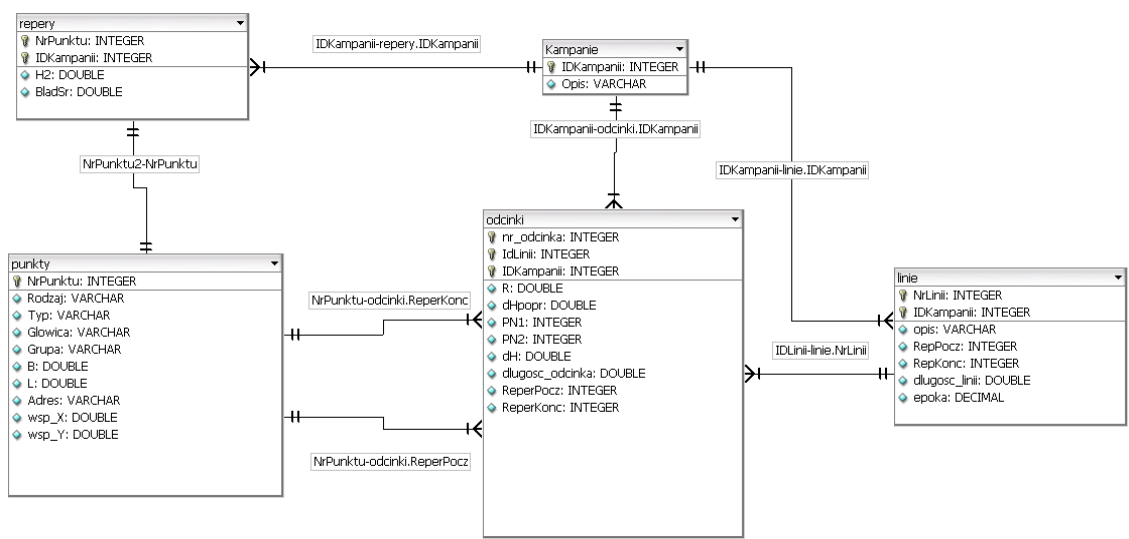 repery
NrPunktu: INTEGER
IDKampanii: INTEGER
H2: DOUBLE
BladSr: DOUBLE
IDKampanii-repery.IDKampanii
Kampanie
IDKampanii: INTEGER
Opis: VARCHAR
IDKampanii-odcinki.IDKampanii
NrPunktu2-NrPunktu
IDKampanii-linie.IDKampanii
punkty
NrPunktu: INTEGER
Rodzaj: VARCHAR
Typ: VARCHAR
Glowica: VARCHAR
Grupa: VARCHAR
B: DOUBLE
L: DOUBLE
Adres: VARCHAR
wsp_X: DOUBLE
wsp_Y: DOUBLE
NrPunktu-odcinki.ReperKonc
NrPunktu-odcinki.ReperPocz
odcinki
nr_odcinka: INTEGER
IdLinii: INTEGER
IDKampanii: INTEGER
R: DOUBLE
dHpopr: DOUBLE
PN1: INTEGER
PN2: INTEGER
dH: DOUBLE
dlugosc_odcinka: DOUBLE
ReperPocz: INTEGER
ReperKonc: INTEGER
IDLinii-linie.NrLinii
linie
NrLinii: INTEGER
IDKampanii: INTEGER
opis: VARCHAR
RepPocz: INTEGER
RepKonc: INTEGER
dlugosc_linii: DOUBLE
epoka: DECIMAL